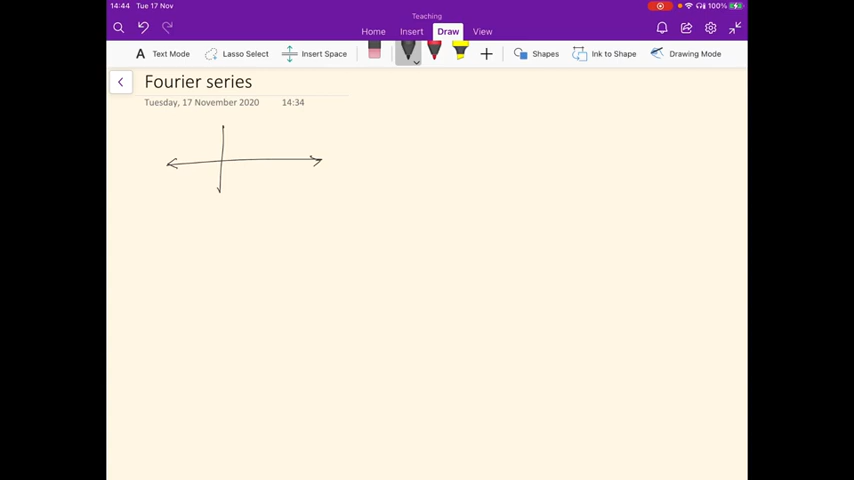 14:44 Tue 17 Nov
100%
Teaching
Home Insert Draw View
Text Mode Lasso Select Insert Space Shapes Ink to Shape Drawing Mode
Fourier series
Tuesday, 17 November 2020 14:34